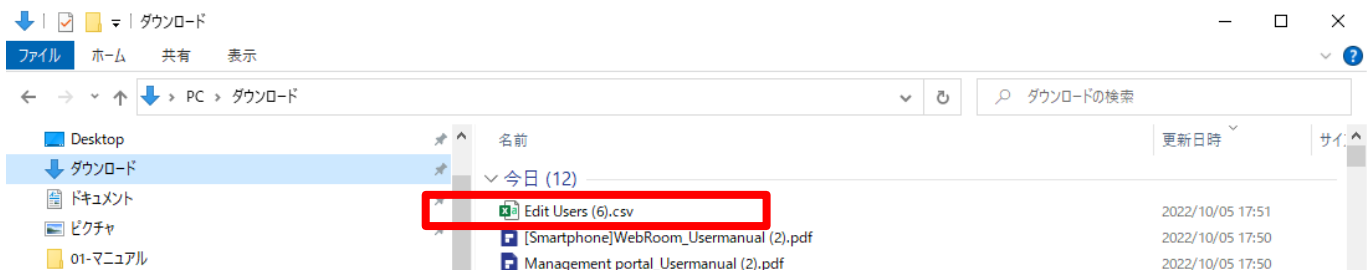 ダウンロード
ファイル ホーム 共有 表示
PC › ダウンロード ダウンロードの検索
Desktop
ダウンロード
ドキュメント
ピクチャ
01-マニュアル
名前 更新日時
今日 (12)
Edit Users (6).csv 2022/10/05 17:51
[Smartphone]WebRoom_Usermanual (2).pdf 2022/10/05 17:50
Management portal_Usermanual (2).pdf 2022/10/05 17:50